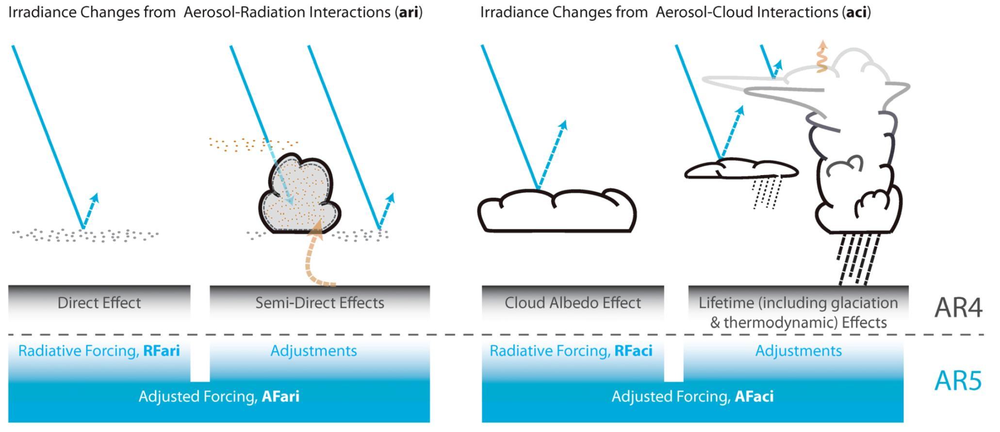 Irradiance Changes from Aerosol-Radiation Interactions (ari)
Irradiance Changes from Aerosol-Cloud Interactions (aci)
Direct Effect
Semi-Direct Effects
Cloud Albedo Effect
Lifetime (including glaciation
& thermodynamic) Effects
AR4
Radiative Forcing, RFari
Adjustments
Radiative Forcing, RFaci
Adjustments
AR5
Adjusted Forcing, AFari
Adjusted Forcing, AFaci